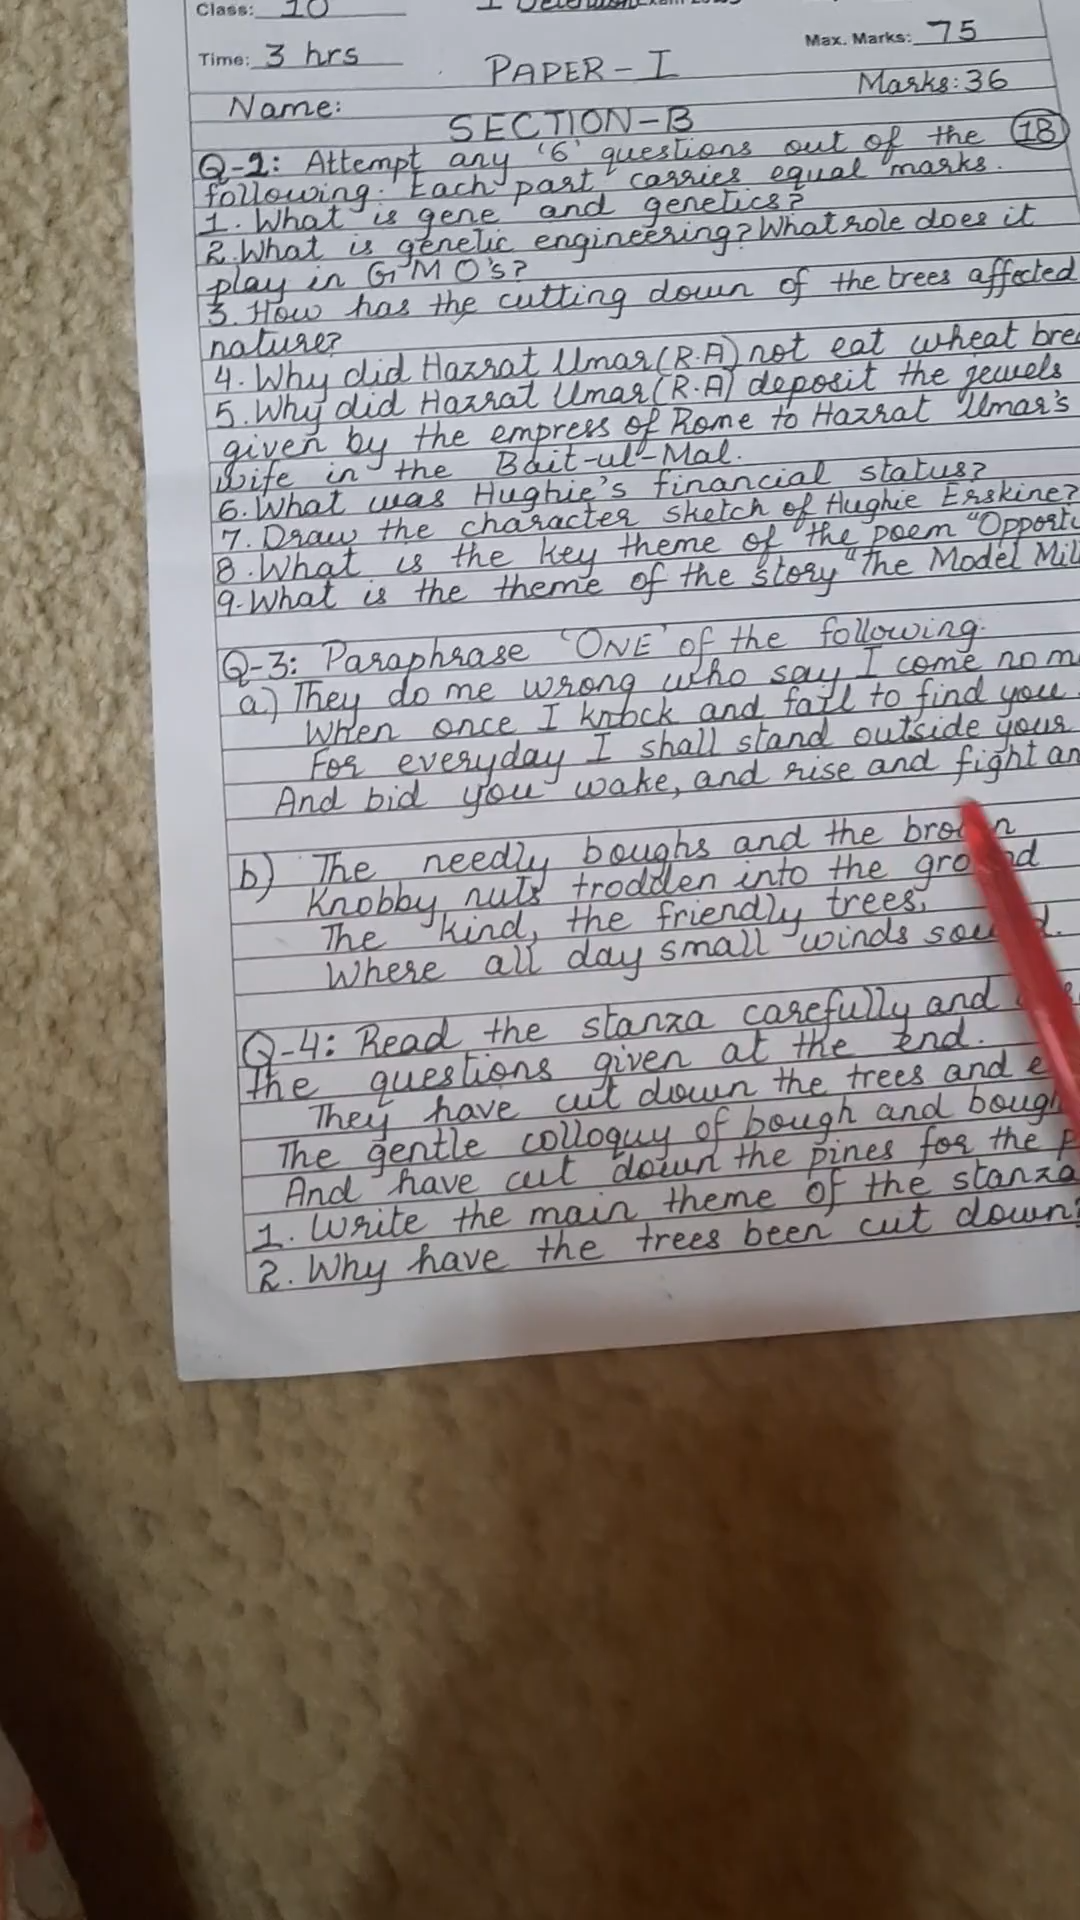 Class: 10
Time: 3 hrs
Max. Marks: 75
PAPER-I
Marks: 36
Name:
SECTION-B
Q-2: Attempt any '6' questions out of the 18
following. Each part carries equal marks.
1. What is gene and genetics?
2. What is genetic engineering? What role does it
play in GMO's?
3. How has the cutting down of the trees affected
nature?
4. Why did Hazrat Umar (R.A) not eat wheat
5. Why did Hazrat Umar (R.A) deposit the jewels
given by the empress of Rome to Hazrat Umar's
wife in the Bait-ul-Mal.
6. What was Hughie's financial status?
7. Draw the character sketch of Hughie Erskine?
8. What is the key theme of the poem
9. What is the theme of the story "The Model
Q-3: Paraphrase 'ONE' of the following.
a) They do me wrong who say I come no
When once I knock and fail to find you
For everyday I shall stand outside your
And bid you wake, and rise and fight
b) The needly boughs and the
Knobby nuts trodden into the
The kind, the friendly trees,
Where all day small winds
Q-4: Read the stanza carefully and
the questions given at the end.
They have cut down the trees and
The gentle colloquy of bough and
And have cut down the pines for the
1. Write the main theme of the stanza
2. Why have the trees been cut down?